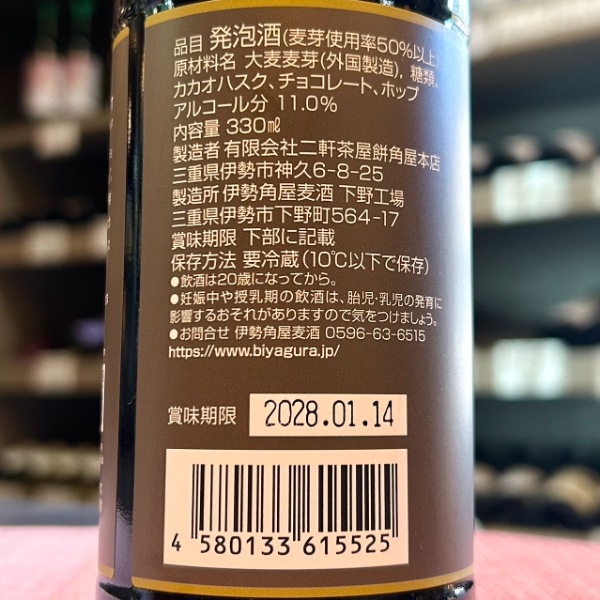 品目 発泡酒(麦芽使用率50%以上)
原材料名 大麦麦芽(外国製造)、糖類、
カカオハスク、チョコレート、ホップ
アルコール分 11.0%
内容量 330㎖
製造者 有限会社二軒茶屋餅角屋本店
三重県伊勢市神久6-8-25
製造所 伊勢角屋麦酒 下野工場
三重県伊勢市下野町564-17
賞味期限 下部に記載
保存方法 要冷蔵(10℃以下で保存)
●飲酒は20歳になってから。
●妊娠中や授乳期の飲酒は、胎児・乳児の発育に
影響するおそれがありますので気をつけましょう。
●お問合せ 伊勢角屋麦酒 0596-63-6515
https://www.biyagura.jp/
賞味期限 2028.01.14
4 580133 615525